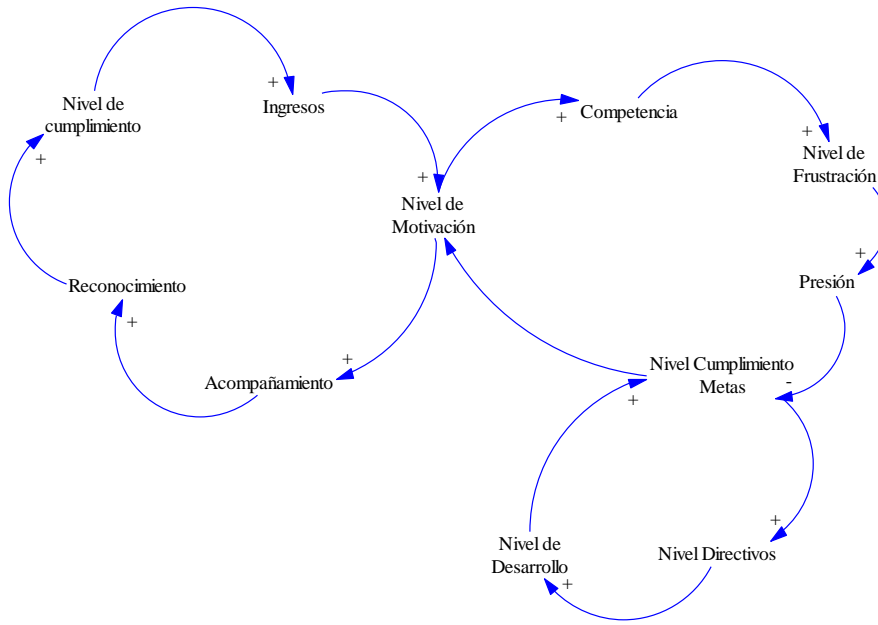 Nivel de
cumplimiento
+
+
Ingresos
+
Nivel de
Motivación
+
Competencia
+
Nivel de
Frustración
+
Presión
Reconocimiento
+
Acompañamiento
+
Nivel Cumplimiento
Metas
-
+
Nivel Directivos
+
Nivel de
Desarrollo
+